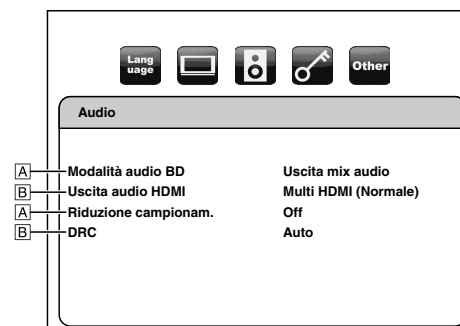 Lang
uage
Other
Audio
A Modalità audio BD Uscita mix audio
B Uscita audio HDMI Multi HDMI (Normale)
A Riduzione campionam. Off
B DRC Auto